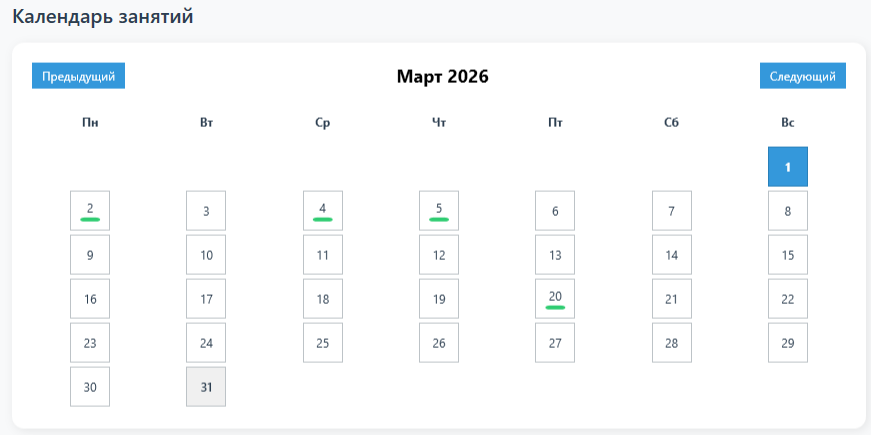 Календарь занятий
Предыдущий Март 2026 Следующий
Пн Вт Ср Чт Пт Сб Вс
1
2 3 4 5 6 7 8
9 10 11 12 13 14 15
16 17 18 19 20 21 22
23 24 25 26 27 28 29
30 31